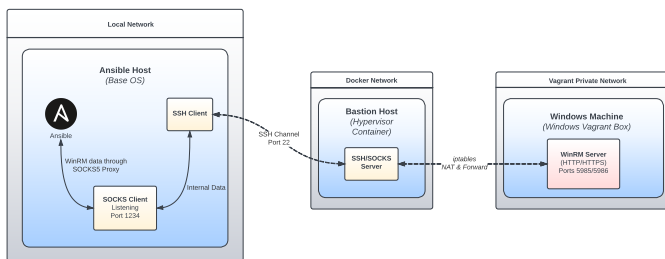 Local Network
Ansible Host
(Base OS)
Ansible
SSH Client
WinRM data through
SOCKS5 Proxy
SOCKS Client
Listening
Port 1234
Internal Data
SSH Channel
Port 22
Docker Network
Bastion Host
(Hypervisor
Container)
SSH/SOCKS
Server
iptables
NAT & Forward
Vagrant Private Network
Windows Machine
(Windows Vagrant Box)
WinRM Server
(HTTP/HTTPS)
Ports 5985/5986